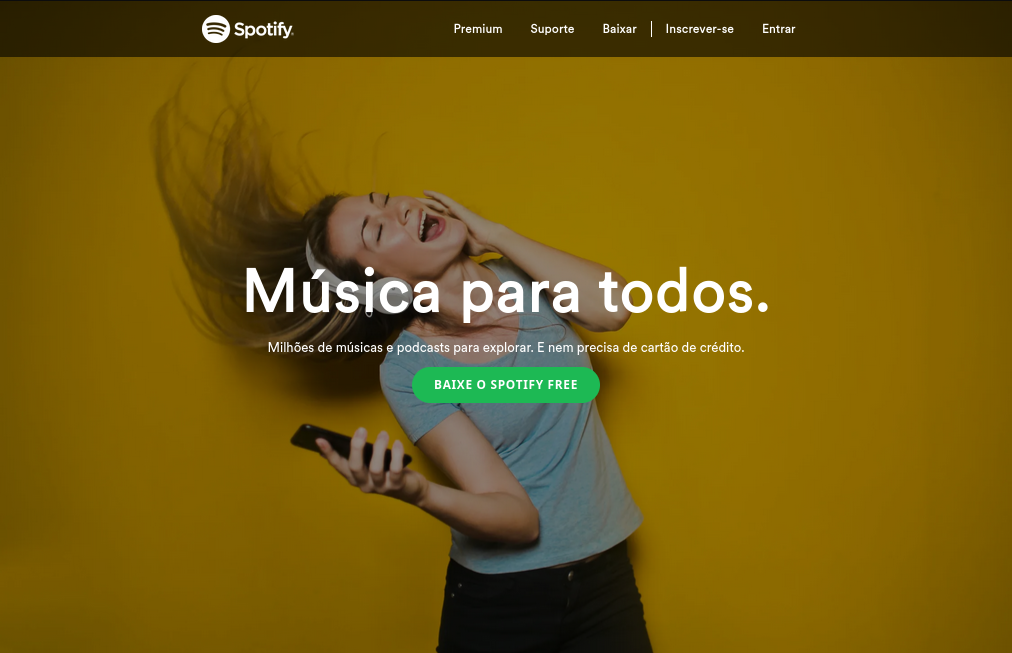 Spotify
Premium Suporte Baixar Inscrever-se Entrar
Música para todos.
Milhões de músicas e podcasts para explorar. E nem precisa de cartão de crédito.
BAIXE O SPOTIFY FREE